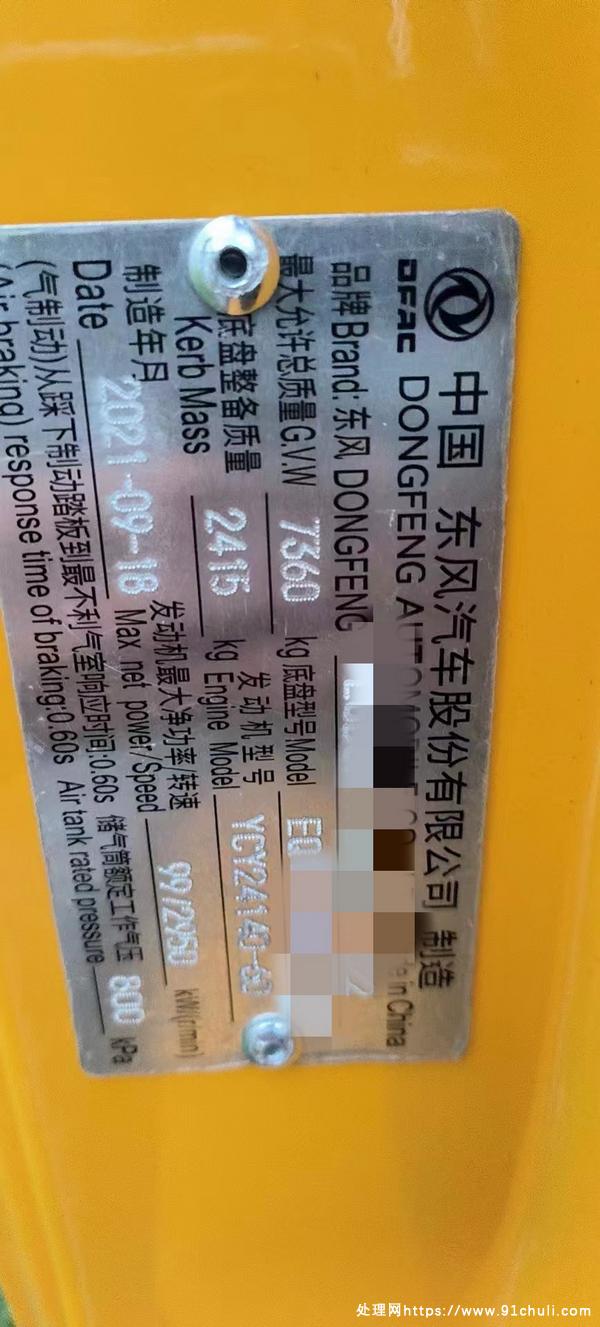 中国 东风汽车股份有限公司 制造
DFAC DONGFENG AUTOMOBILE CO in China
品牌Brand: 东风 DONGFENG
最大允许总质量G.V.W 7360 kg 底盘型号Model EQ
底盘整备质量 2415 kg 发动机型号
Kerb Mass Engine Model YCY24140-60
制造年月 2021-09-18 发动机最大净功率/转速 kW/(r/min)
Date Max net power/Speed
(气制动)从踩下制动踏板到最不利气室响应时间:0.60s 储气筒额定工作气压 800 kPa
(Air braking) response time of braking:0.60s Air tank rated pressure
处理网https://www.91chuli.com